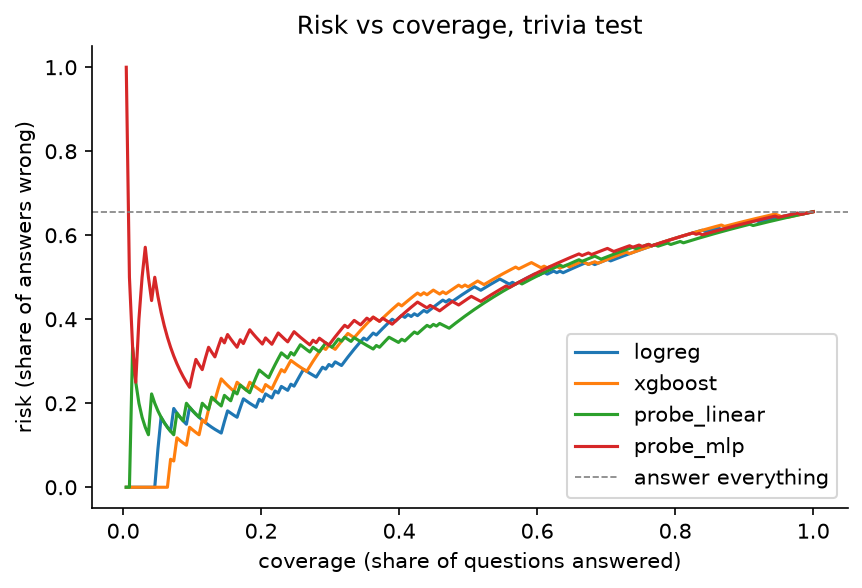 Risk vs coverage, trivia test
risk (share of answers wrong)
1.0
0.8
0.6
0.4
0.2
0.0
0.0 0.2 0.4 0.6 0.8 1.0
coverage (share of questions answered)
logreg
xgboost
probe_linear
probe_mlp
answer everything